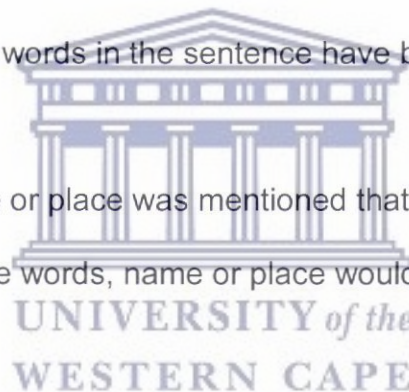 words in the sentence have b
or place was mentioned that
e words, name or place would
UNIVERSITY of the
WESTERN CAPE